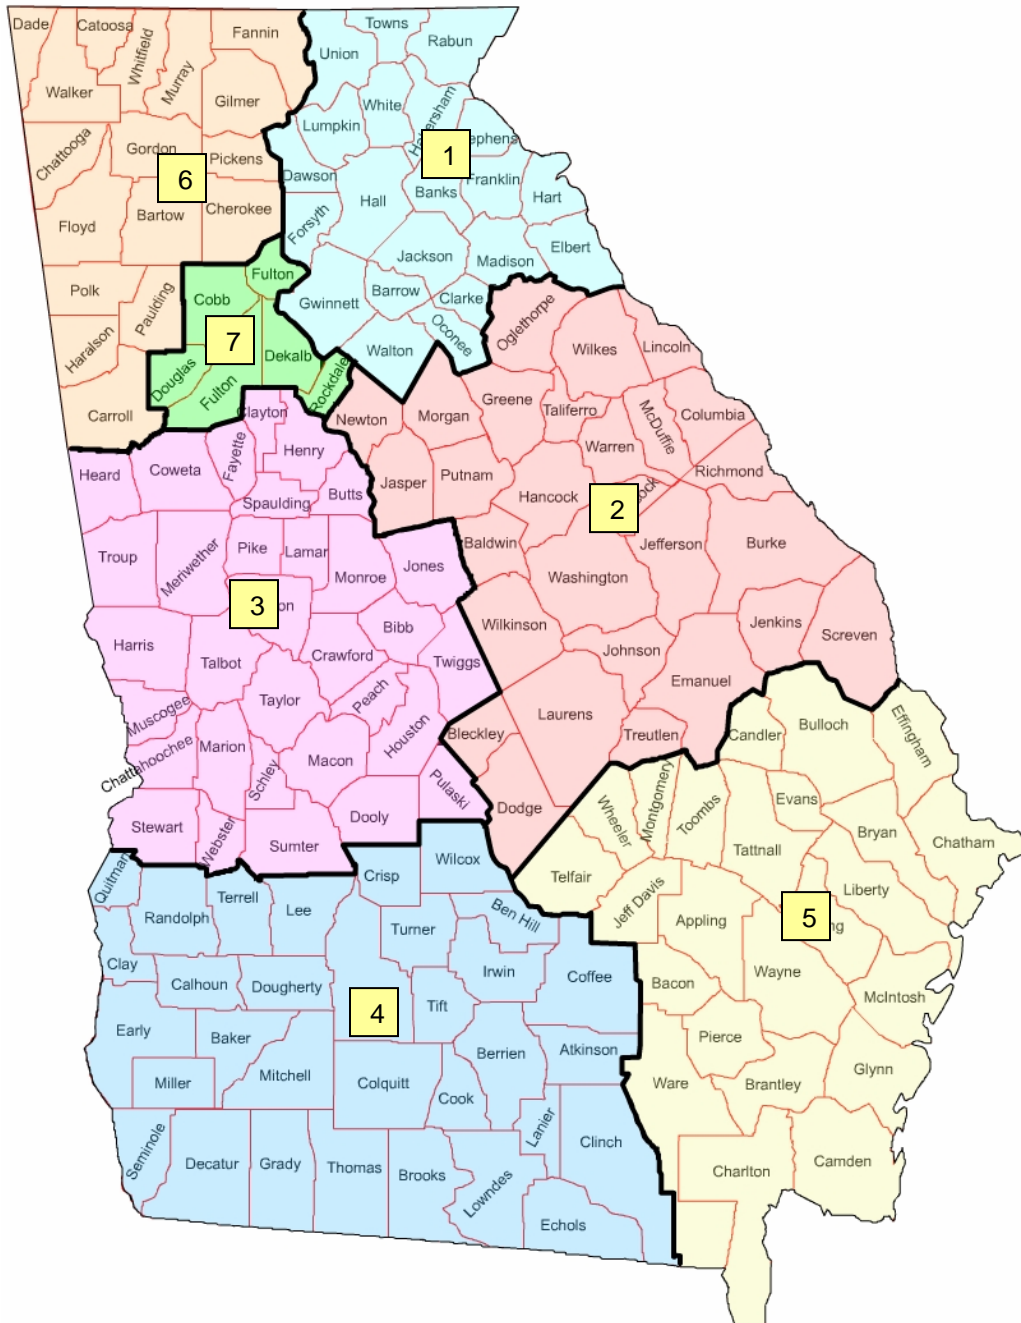 Dade
Catoosa
Whitfield
Murray
Fannin
Walker
Gilmer
Chattooga
Gordon
Pickens
6
Floyd
Bartow
Cherokee
Polk
Paulding
Haralson
Carroll
Towns
Union
Rabun
White
Lumpkin
1
Dawson
Hall
Banks
Franklin
Hart
Forsyth
Jackson
Madison
Elbert
Gwinnett
Barrow
Clarke
Oconee
Walton
Fulton
Cobb
7
Dekalb
Douglas
Fulton
Rockdale
Oglethorpe
Wilkes
Lincoln
Greene
Taliferro
McDuffie
Columbia
Newton
Morgan
Warren
Richmond
Jasper
Putnam
Hancock
2
Baldwin
Jefferson
Burke
Washington
Wilkinson
Johnson
Jenkins
Screven
Emanuel
Laurens
Treutlen
Bleckley
Dodge
Clayton
Heard
Coweta
Fayette
Henry
Spaulding
Butts
Troup
Meriwether
Pike
Lamar
Monroe
Jones
3
Harris
Talbot
Crawford
Bibb
Twiggs
Taylor
Peach
Houston
Muscogee
Chattahoochee
Marion
Schley
Macon
Pulaski
Stewart
Webster
Sumter
Dooly
Quitman
Randolph
Terrell
Lee
Crisp
Wilcox
Turner
Ben Hill
Clay
Calhoun
Dougherty
4
Tift
Irwin
Coffee
Early
Baker
Mitchell
Miller
Colquitt
Cook
Berrien
Atkinson
Seminole
Decatur
Grady
Thomas
Brooks
Lowndes
Lanier
Clinch
Echols
Candler
Bulloch
Effingham
Wheeler
Montgomery
Toombs
Evans
Tattnall
Bryan
Chatham
Telfair
Jeff Davis
Appling
5
Liberty
Bacon
Wayne
McIntosh
Pierce
Ware
Brantley
Glynn
Charlton
Camden